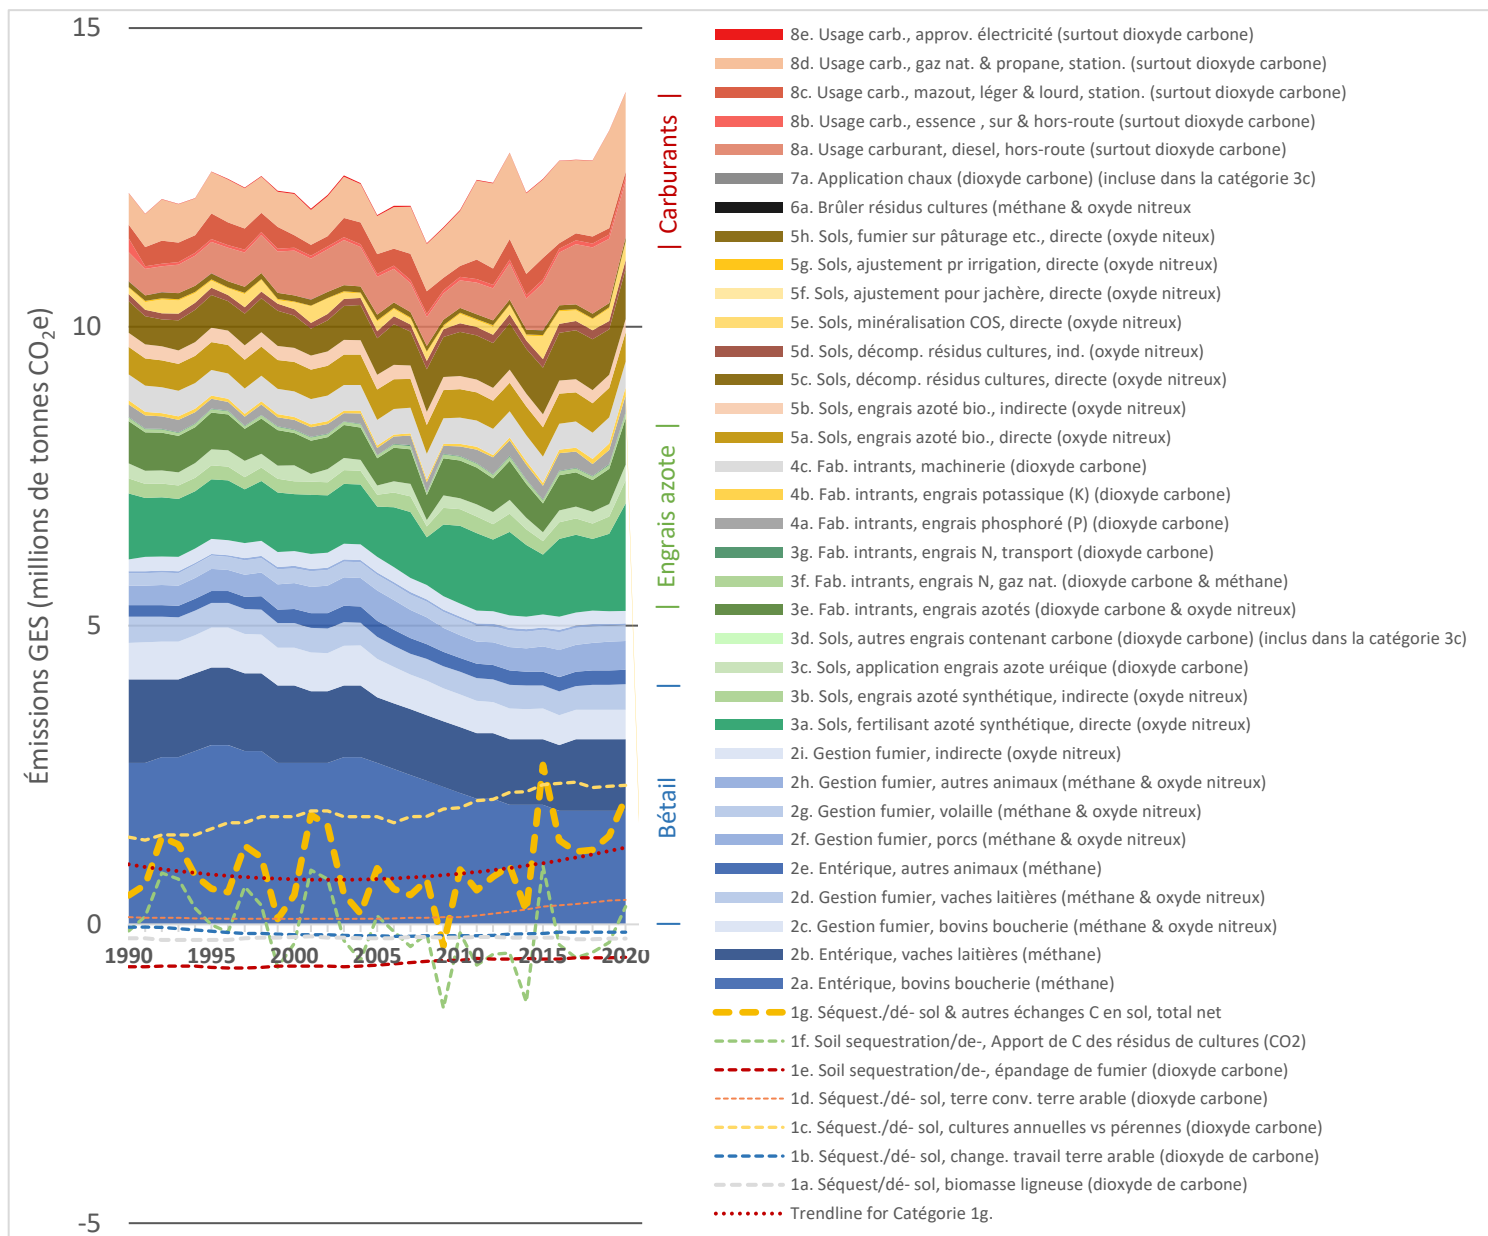 Émissions GES (millions de tonnes CO2e)
15
10
5
0
-5
1990
1995
2000
2005
2010
2015
2020
| Carburants |
| Engrais azote |
| Bétail |
8e. Usage carb., approv. électricité (surtout dioxyde carbone)
8d. Usage carb., gaz nat. & propane, station. (surtout dioxyde carbone)
8c. Usage carb., mazout, léger & lourd, station. (surtout dioxyde carbone)
8b. Usage carb., essence , sur & hors-route (surtout dioxyde carbone)
8a. Usage carburant, diesel, hors-route (surtout dioxyde carbone)
7a. Application chaux (dioxyde carbone) (incluse dans la catégorie 3c)
6a. Brûler résidus cultures (méthane & oxyde nitreux
5h. Sols, fumier sur pâturage etc., directe (oxyde niteux)
5g. Sols, ajustement pr irrigation, directe (oxyde nitreux)
5f. Sols, ajustement pour jachère, directe (oxyde nitreux)
5e. Sols, minéralisation COS, directe (oxyde nitreux)
5d. Sols, décomp. résidus cultures, ind. (oxyde nitreux)
5c. Sols, décomp. résidus cultures, directe (oxyde nitreux)
5b. Sols, engrais azoté bio., indirecte (oxyde nitreux)
5a. Sols, engrais azoté bio., directe (oxyde nitreux)
4c. Fab. intrants, machinerie (dioxyde carbone)
4b. Fab. intrants, engrais potassique (K) (dioxyde carbone)
4a. Fab. intrants, engrais phosphoré (P) (dioxyde carbone)
3g. Fab. intrants, engrais N, transport (dioxyde carbone)
3f. Fab. intrants, engrais N, gaz nat. (dioxyde carbone & méthane)
3e. Fab. intrants, engrais azotés (dioxyde carbone & oxyde nitreux)
3d. Sols, autres engrais contenant carbone (dioxyde carbone) (inclus dans la catégorie 3c)
3c. Sols, application engrais azote uréique (dioxyde carbone)
3b. Sols, engrais azoté synthétique, indirecte (oxyde nitreux)
3a. Sols, fertilisant azoté synthétique, directe (oxyde nitreux)
2i. Gestion fumier, indirecte (oxyde nitreux)
2h. Gestion fumier, autres animaux (méthane & oxyde nitreux)
2g. Gestion fumier, volaille (méthane & oxyde nitreux)
2f. Gestion fumier, porcs (méthane & oxyde nitreux)
2e. Entérique, autres animaux (méthane)
2d. Gestion fumier, vaches laitières (méthane & oxyde nitreux)
2c. Gestion fumier, bovins boucherie (méthane & oxyde nitreux)
2b. Entérique, vaches laitières (méthane)
2a. Entérique, bovins boucherie (méthane)
1g. Séquest./dé- sol & autres échanges C en sol, total net
1f. Soil sequestration/de-, Apport de C des résidus de cultures (CO2)
1e. Soil sequestration/de-, épandage de fumier (dioxyde carbone)
1d. Séquest./dé- sol, terre conv. terre arable (dioxyde carbone)
1c. Séquest./dé- sol, cultures annuelles vs pérennes (dioxyde carbone)
1b. Séquest./dé- sol, change. travail terre arable (dioxyde de carbone)
1a. Séquest/dé- sol, biomasse ligneuse (dioxyde de carbone)
Trendline for Catégorie 1g.